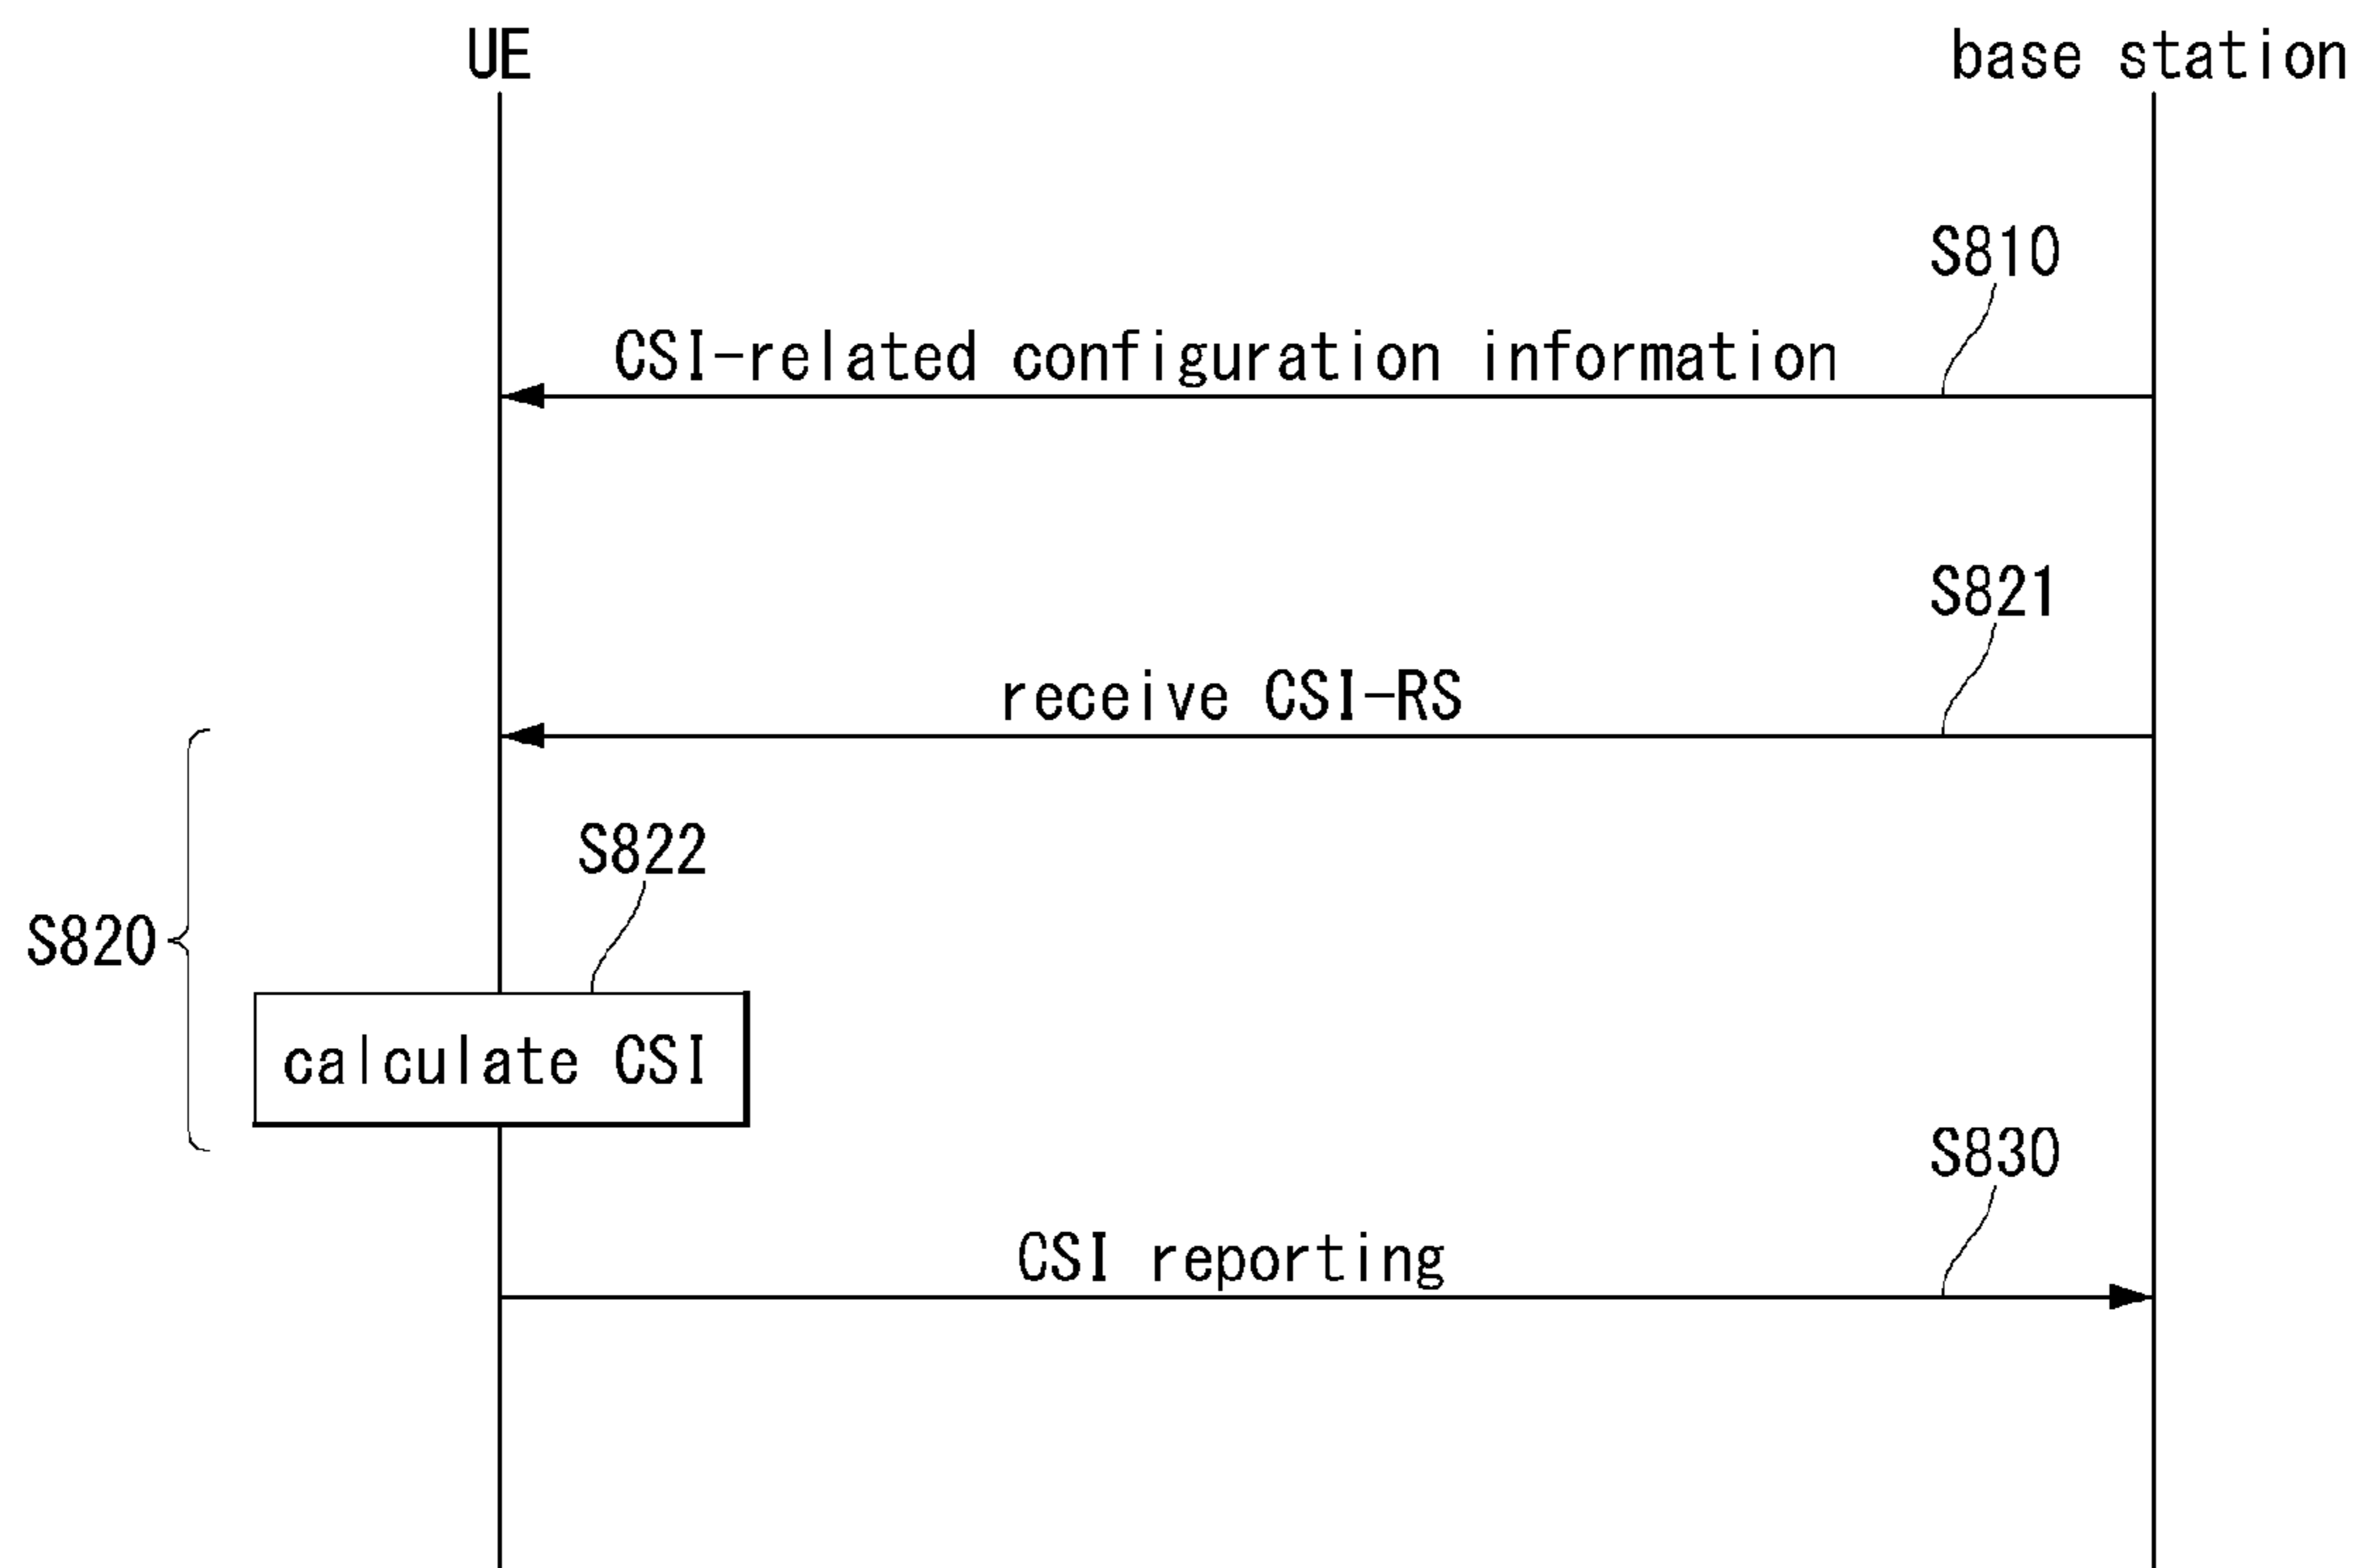 UE
base station
S810
CSI-related configuration information
S821
receive CSI-RS
S822
S820
calculate CSI
S830
CSI reporting